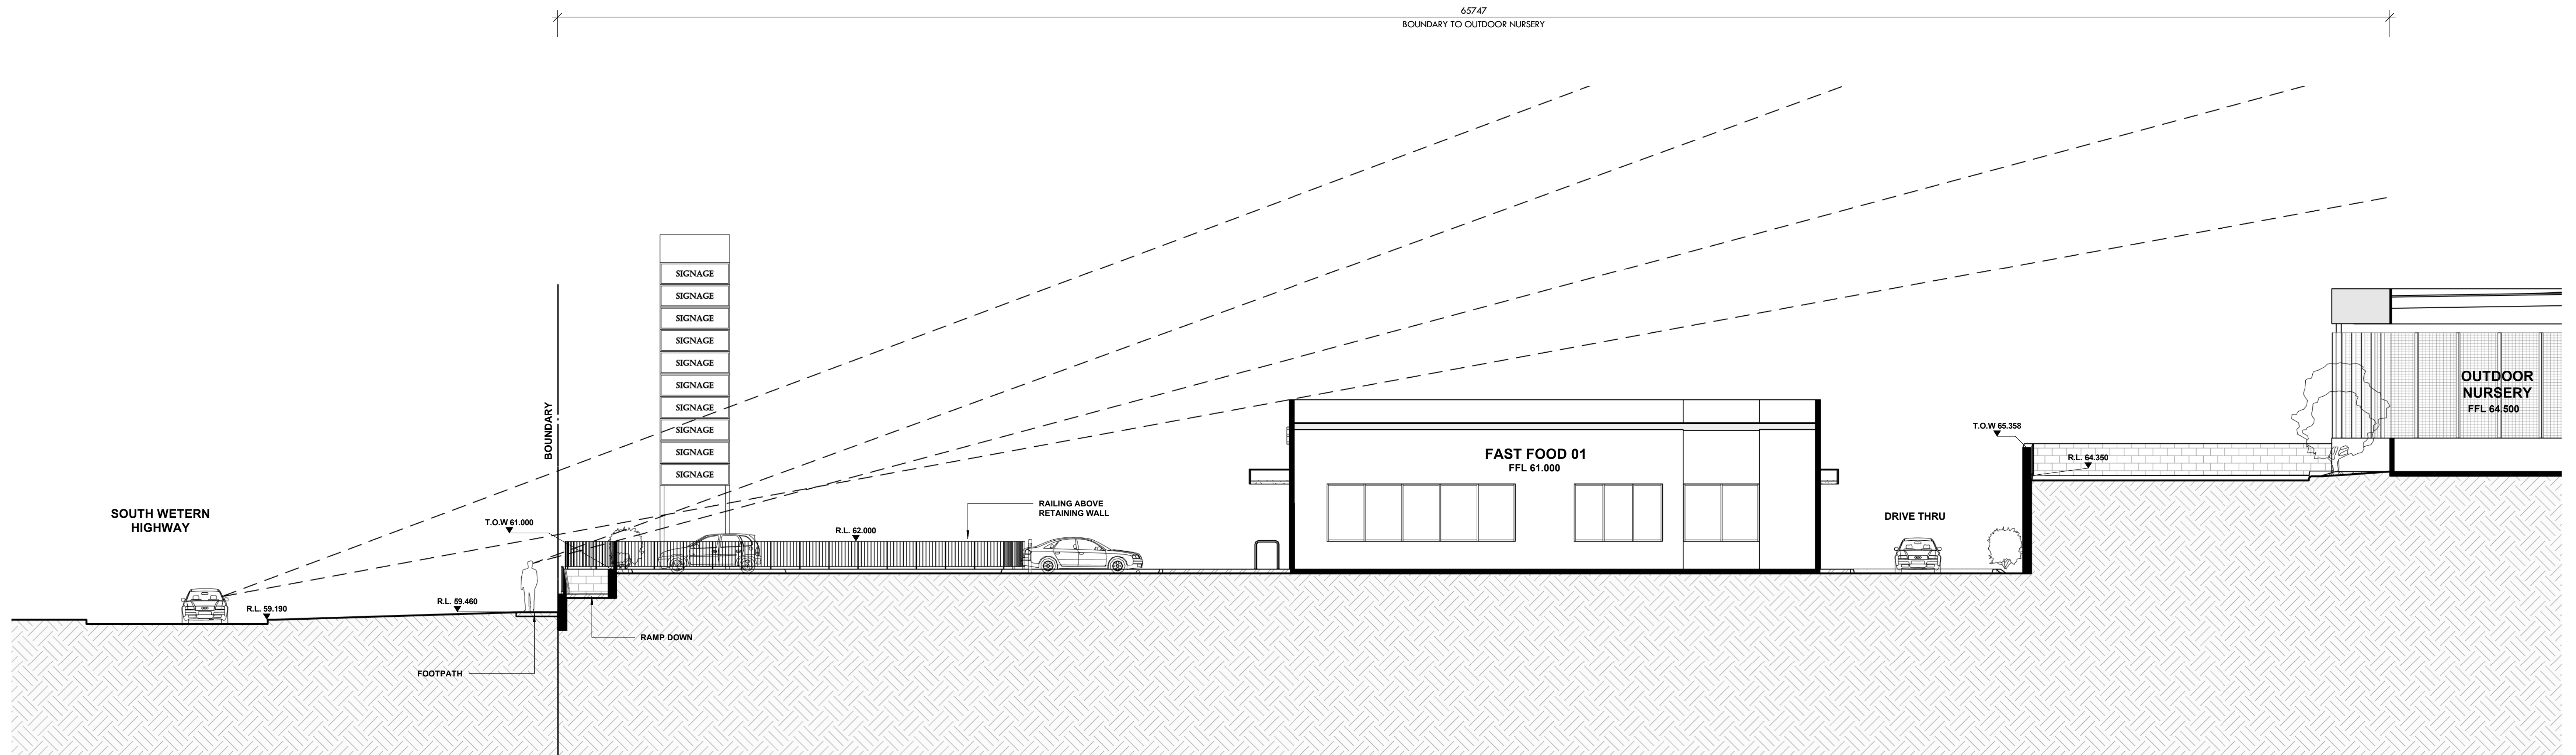 65747
BOUNDARY TO OUTDOOR NURSERY
SIGNAGE
SIGNAGE
SIGNAGE
SIGNAGE
SIGNAGE
SIGNAGE
SIGNAGE
SIGNAGE
SIGNAGE
SIGNAGE
BOUNDARY
OUTDOOR
NURSERY
FFL 64.500
T.O.W 65.358
R.L. 64.350
FAST FOOD 01
FFL 61.000
RAILING ABOVE
RETAINING WALL
SOUTH WETERN
HIGHWAY
T.O.W 61.000
R.L. 62.000
DRIVE THRU
R.L. 59.190
R.L. 59.460
RAMP DOWN
FOOTPATH